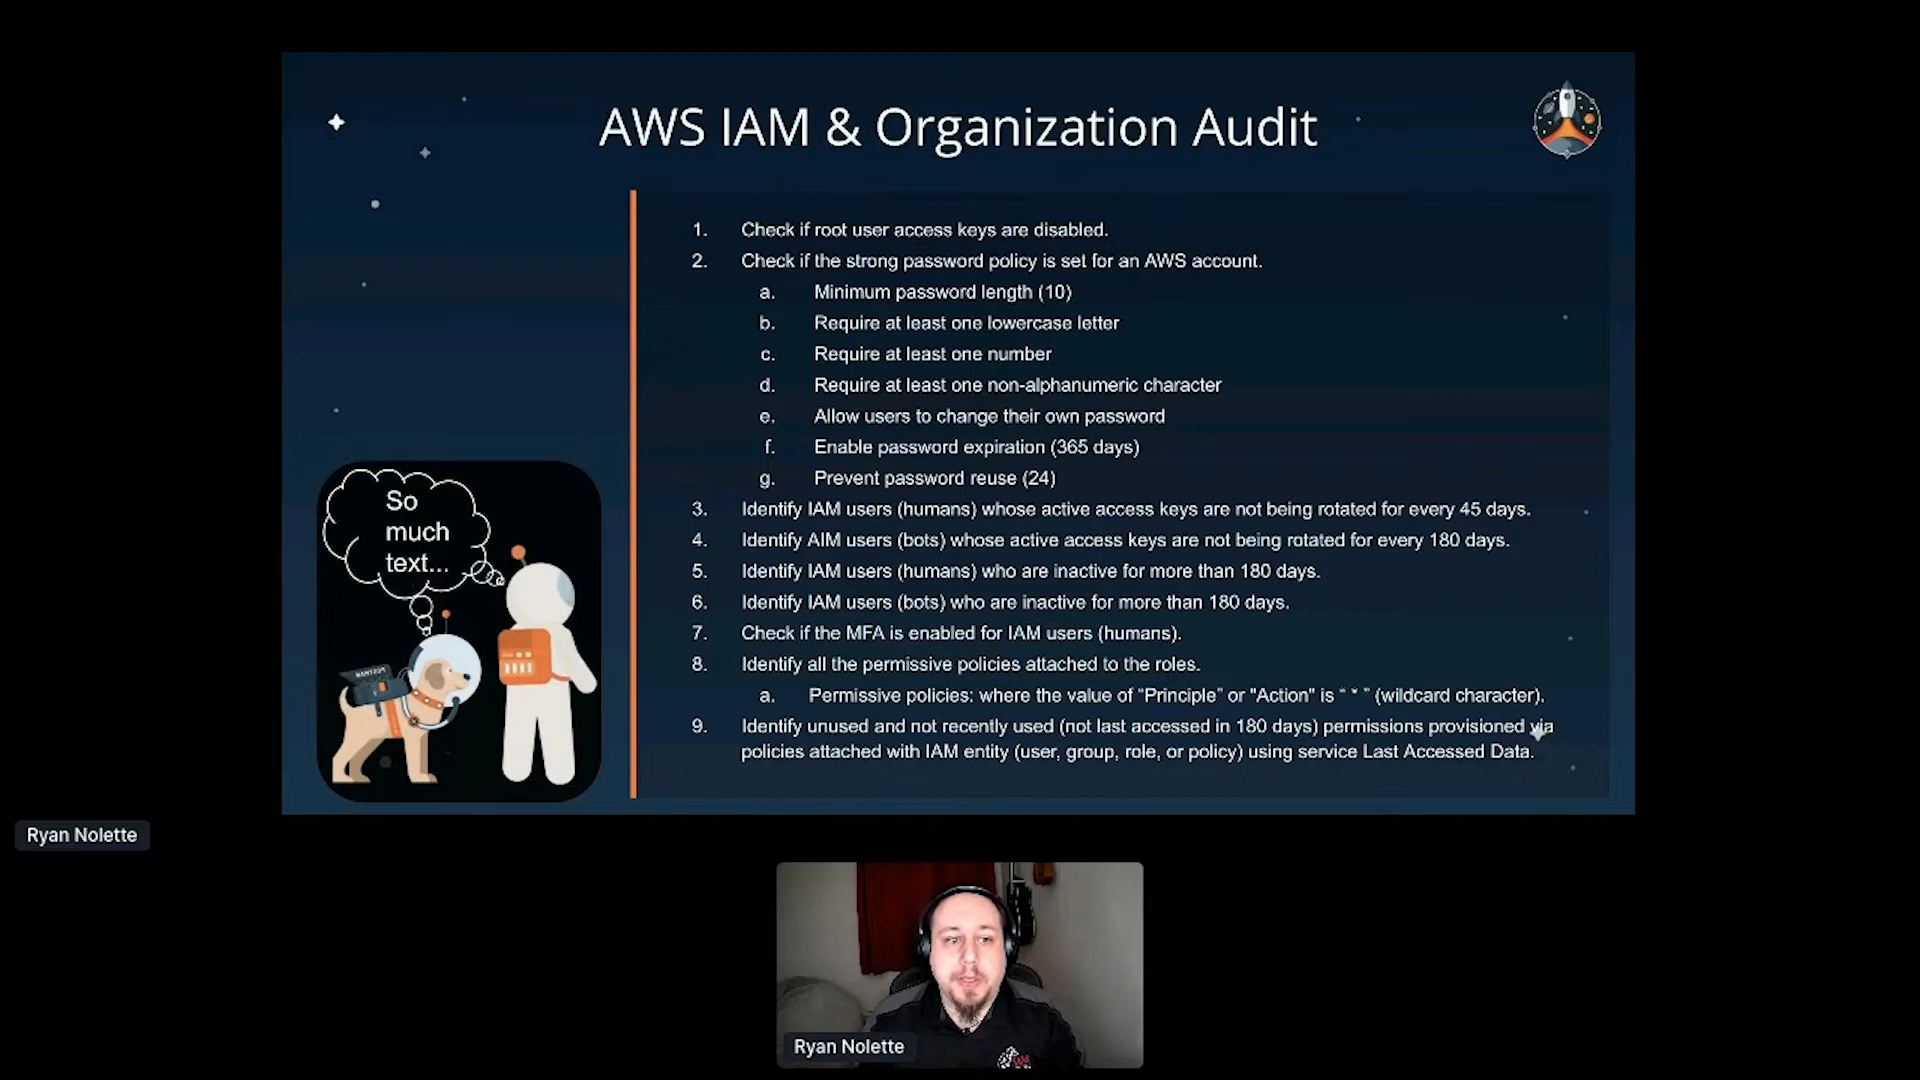 AWS IAM & Organization Audit
1. Check if root user access keys are disabled.
2. Check if the strong password policy is set for an AWS account.
a. Minimum password length (10)
b. Require at least one lowercase letter
c. Require at least one number
d. Require at least one non-alphanumeric character
e. Allow users to change their own password
f. Enable password expiration (365 days)
g. Prevent password reuse (24)
3. Identify IAM users (humans) whose active access keys are not being rotated for every 45 days.
4. Identify AIM users (bots) whose active access keys are not being rotated for every 180 days.
5. Identify IAM users (humans) who are inactive for more than 180 days.
6. Identify IAM users (bots) who are inactive for more than 180 days.
7. Check if the MFA is enabled for IAM users (humans).
8. Identify all the permissive policies attached to the roles.
a. Permissive policies: where the value of “Principle” or "Action" is “ * ” (wildcard character).
9. Identify unused and not recently used (not last accessed in 180 days) permissions provisioned via
policies attached with IAM entity (user, group, role, or policy) using service Last Accessed Data.
So
much
text...
Ryan Nolette
Ryan Nolette